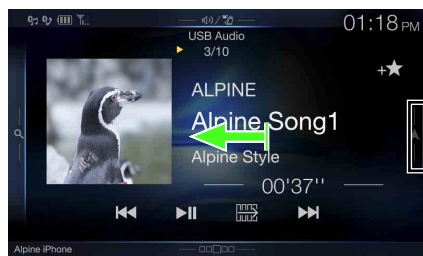 01:18 PM
USB Audio
3/10
ALPINE
Alpine Song1
Alpine Style
00'37''
Alpine iPhone